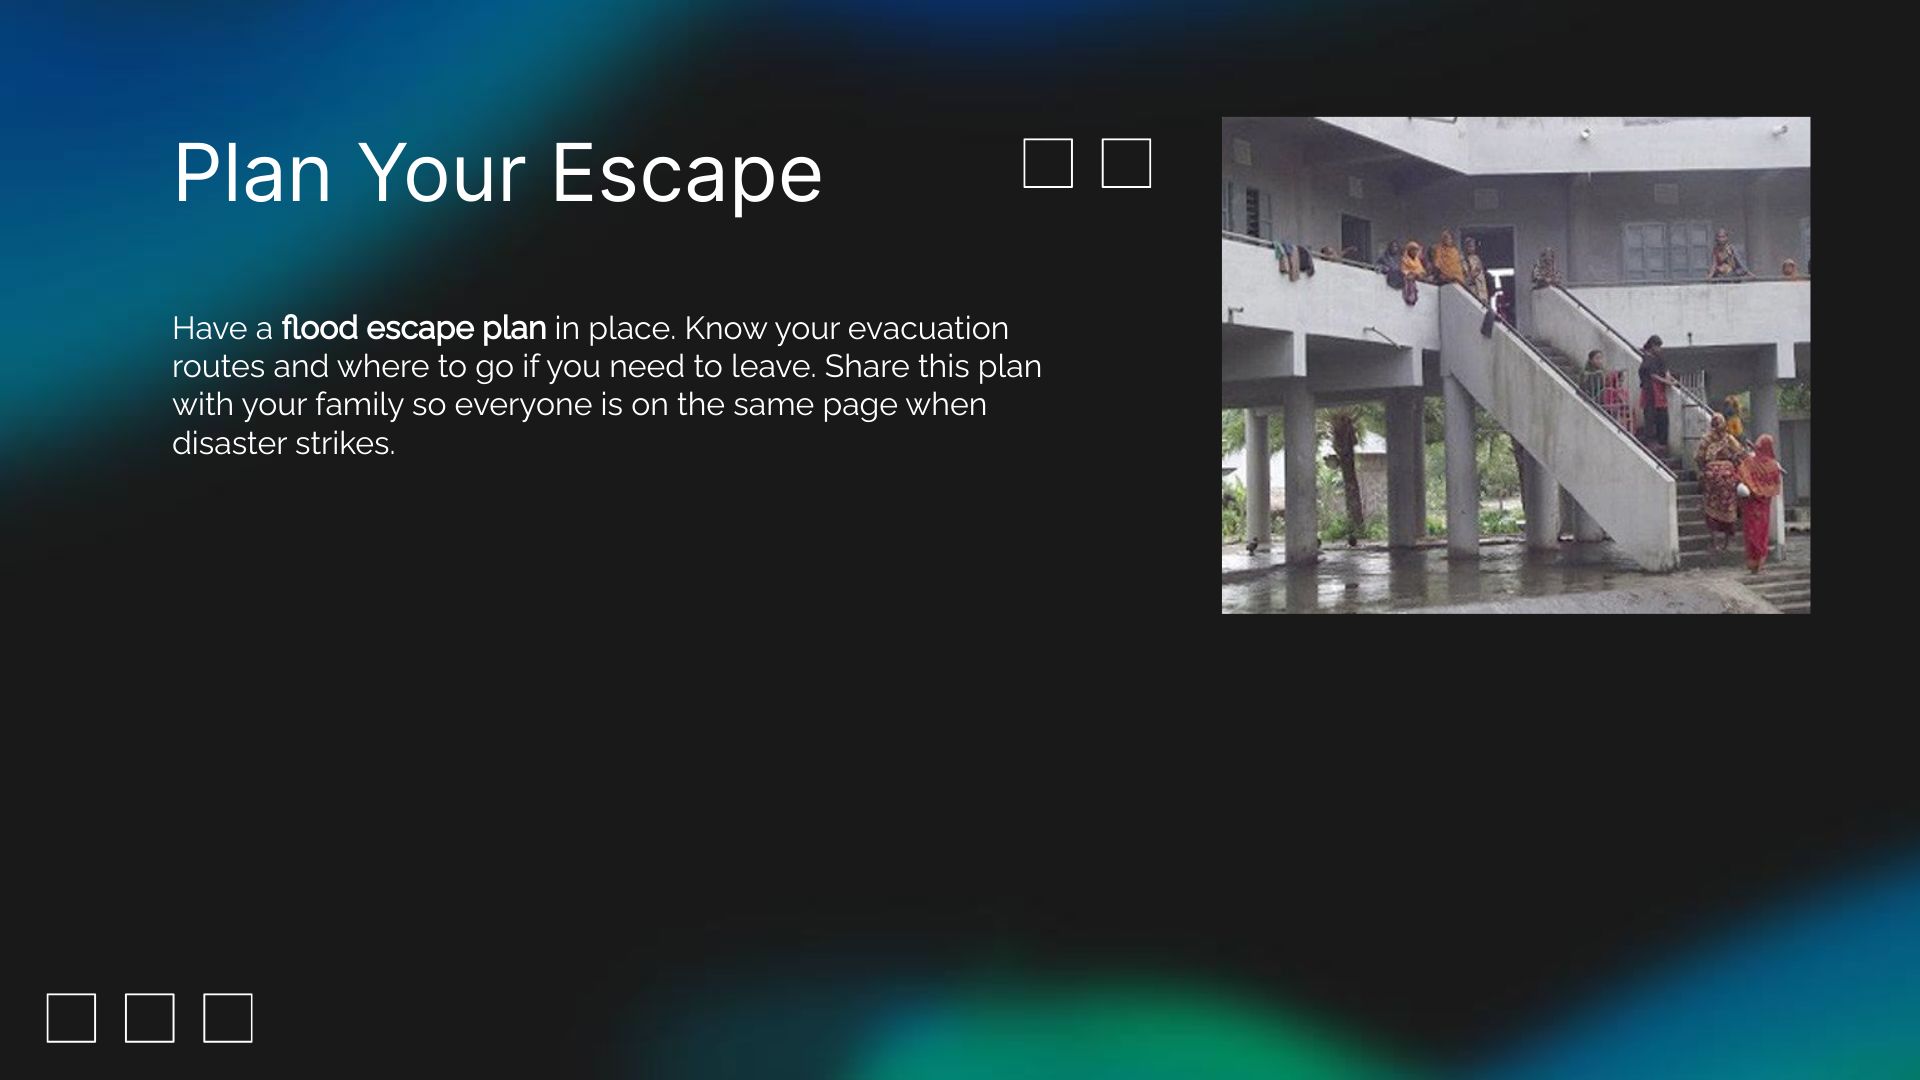 Plan Your Escape
Have a flood escape plan in place. Know your evacuation
routes and where to go if you need to leave. Share this plan
with your family so everyone is on the same page when
disaster strikes.